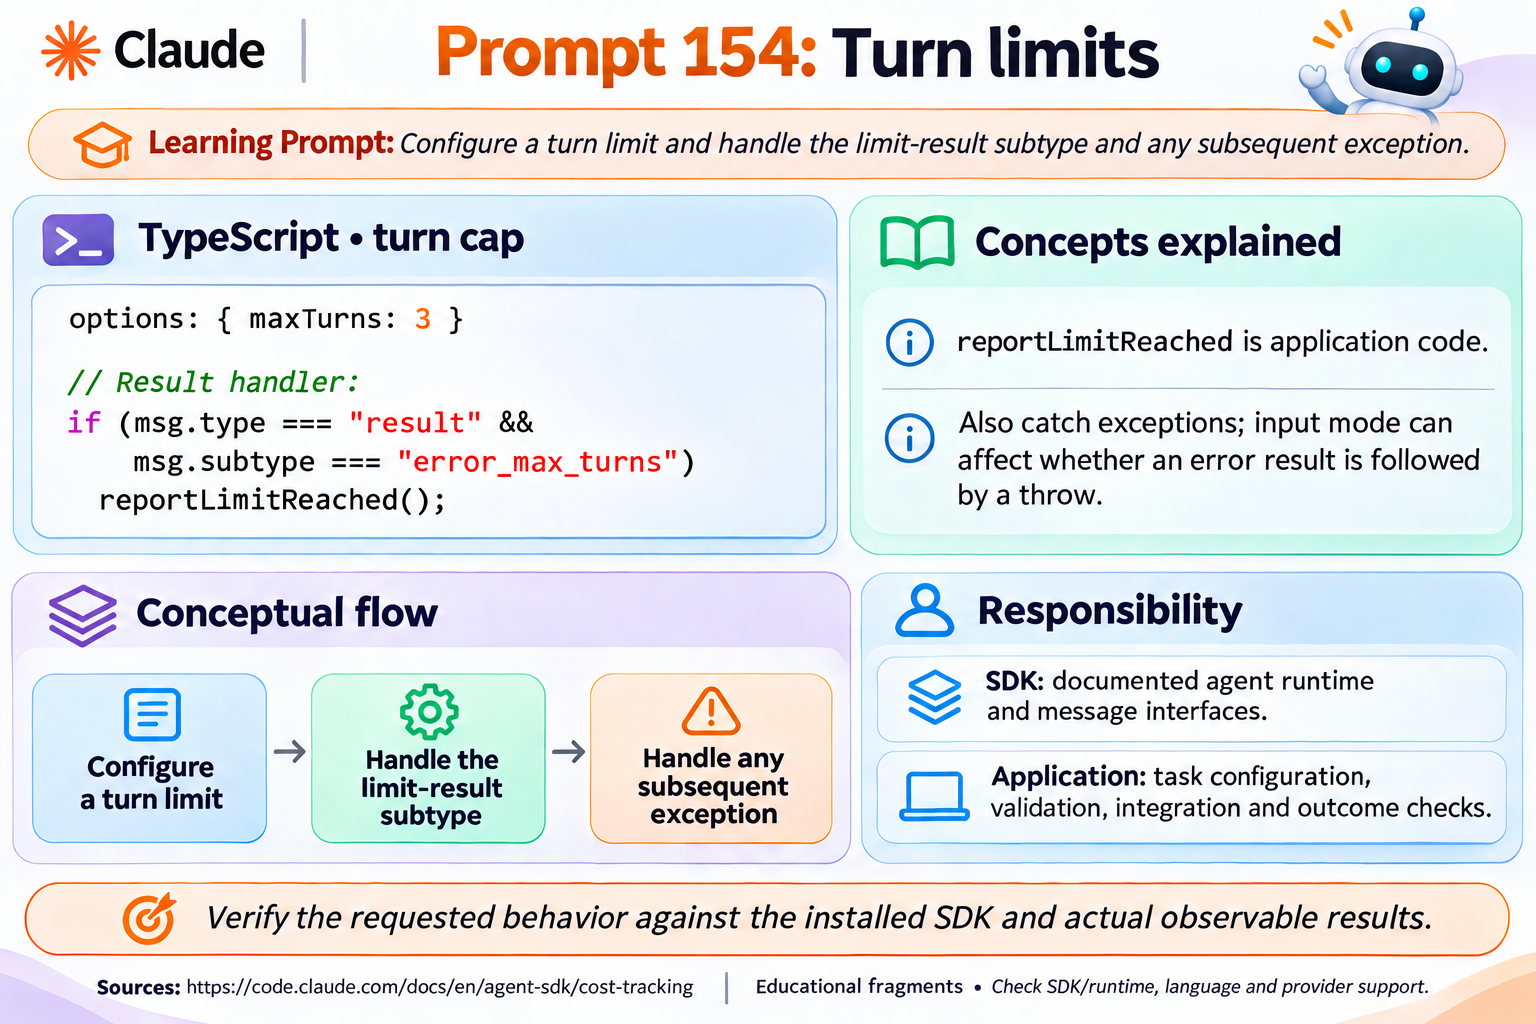 Claude
Prompt 154: Turn limits
Learning Prompt: Configure a turn limit and handle the limit-result subtype and any subsequent exception.
TypeScript • turn cap
options: { maxTurns: 3 }
// Result handler:
if (msg.type === "result" &&
msg.subtype === "error_max_turns")
reportLimitReached();
Concepts explained
reportLimitReached is application code.
Also catch exceptions; input mode can
affect whether an error result is followed
by a throw.
Conceptual flow
Configure
a turn limit
Handle the
limit-result
subtype
Handle any
subsequent
exception
Responsibility
SDK: documented agent runtime
and message interfaces.
Application: task configuration,
validation, integration and outcome checks.
Verify the requested behavior against the installed SDK and actual observable results.
Sources: https://code.claude.com/docs/en/agent-sdk/cost-tracking
Educational fragments • Check SDK/runtime, language and provider support.